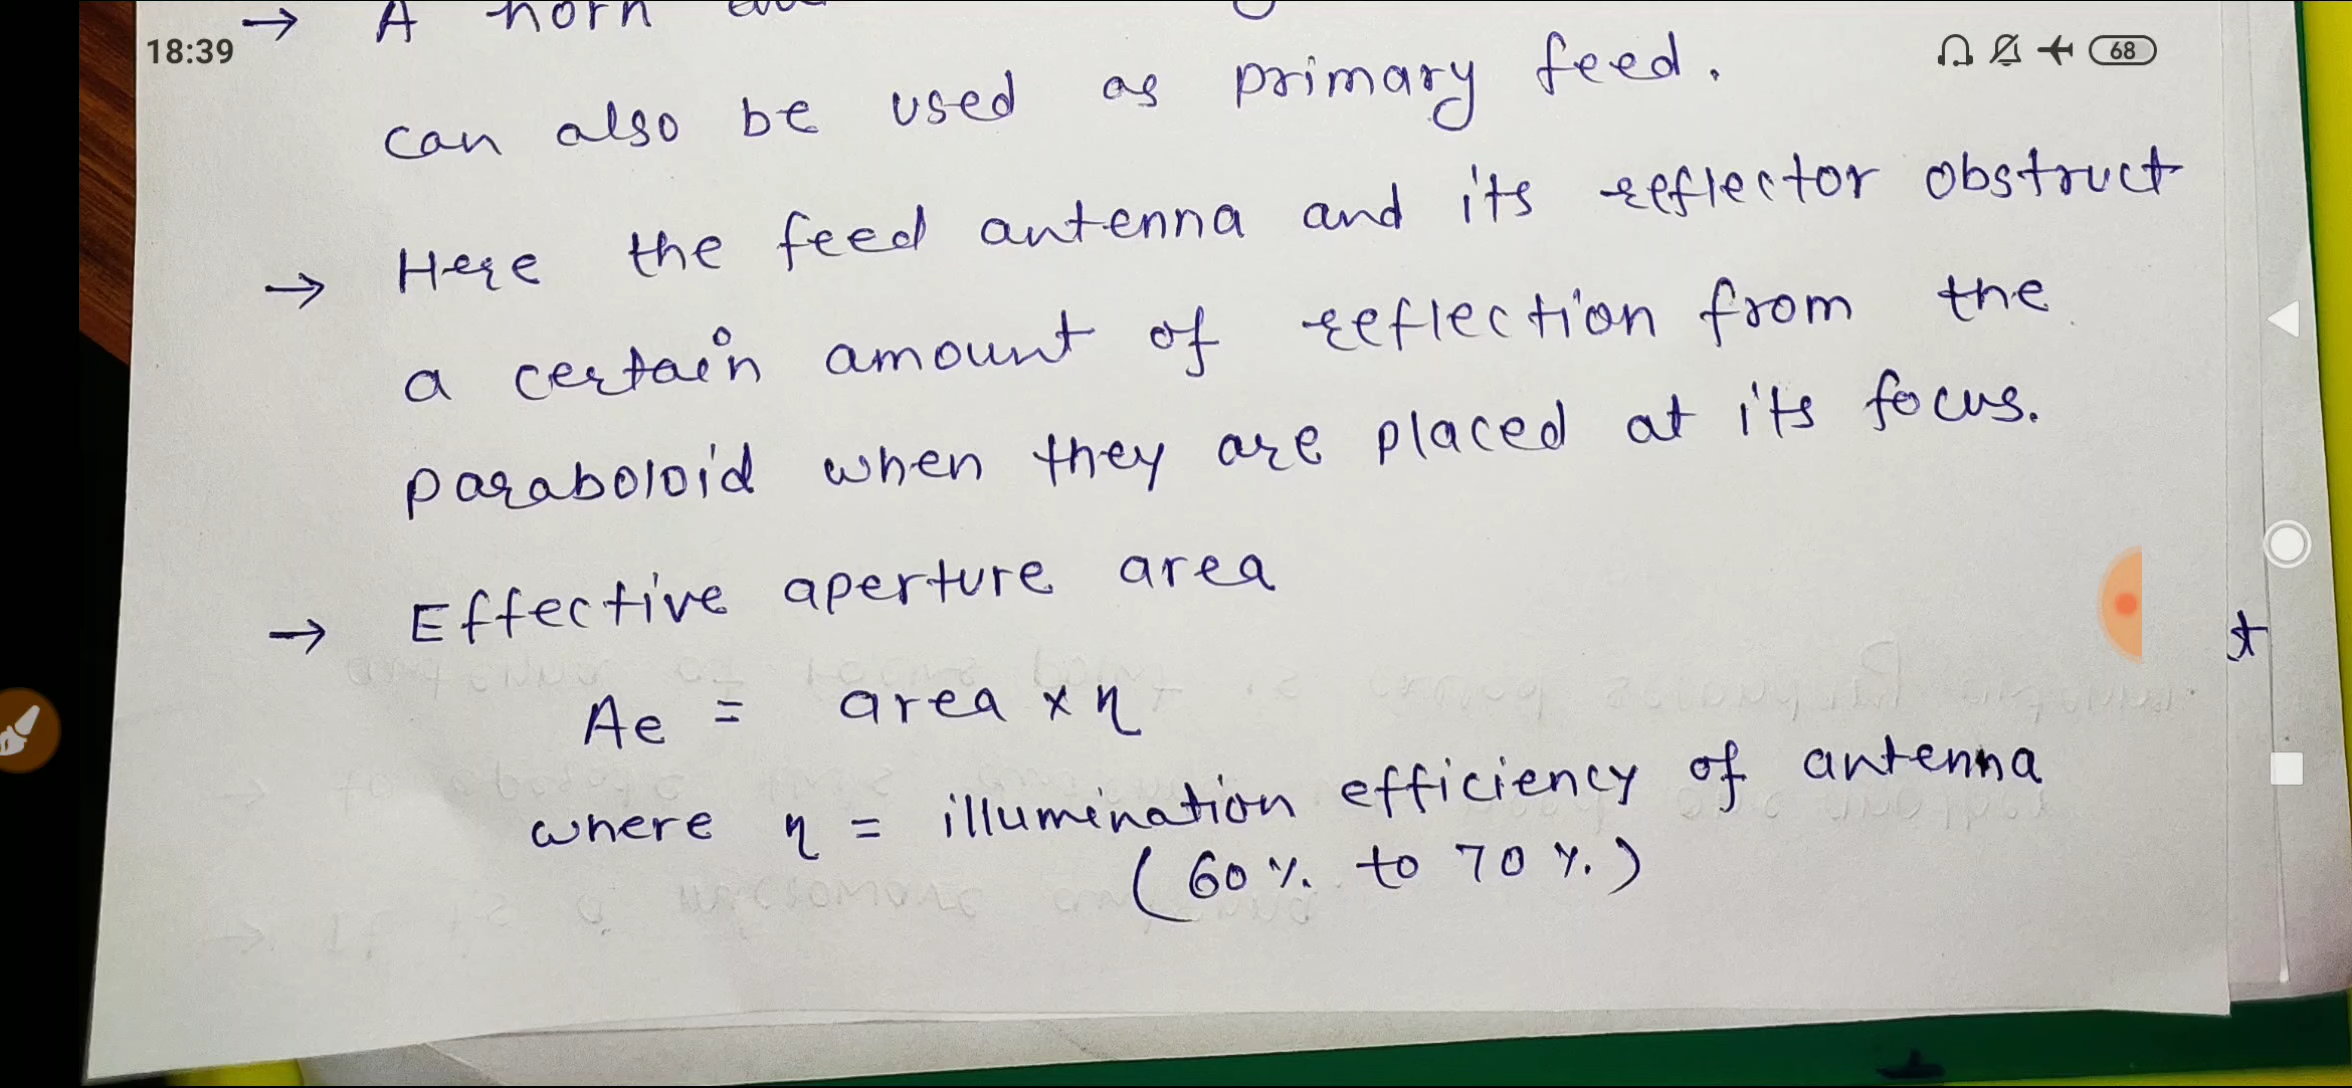 → A horn
18:39
68
can also be used as primary feed.
→ Here the feed antenna and its reflector obstruct
a certain amount of reflection from the
paraboloid when they are placed at its focus.
→ Effective aperture area
Ae = area × η
where η = illumination efficiency of antenna
(60% to 70%)
t